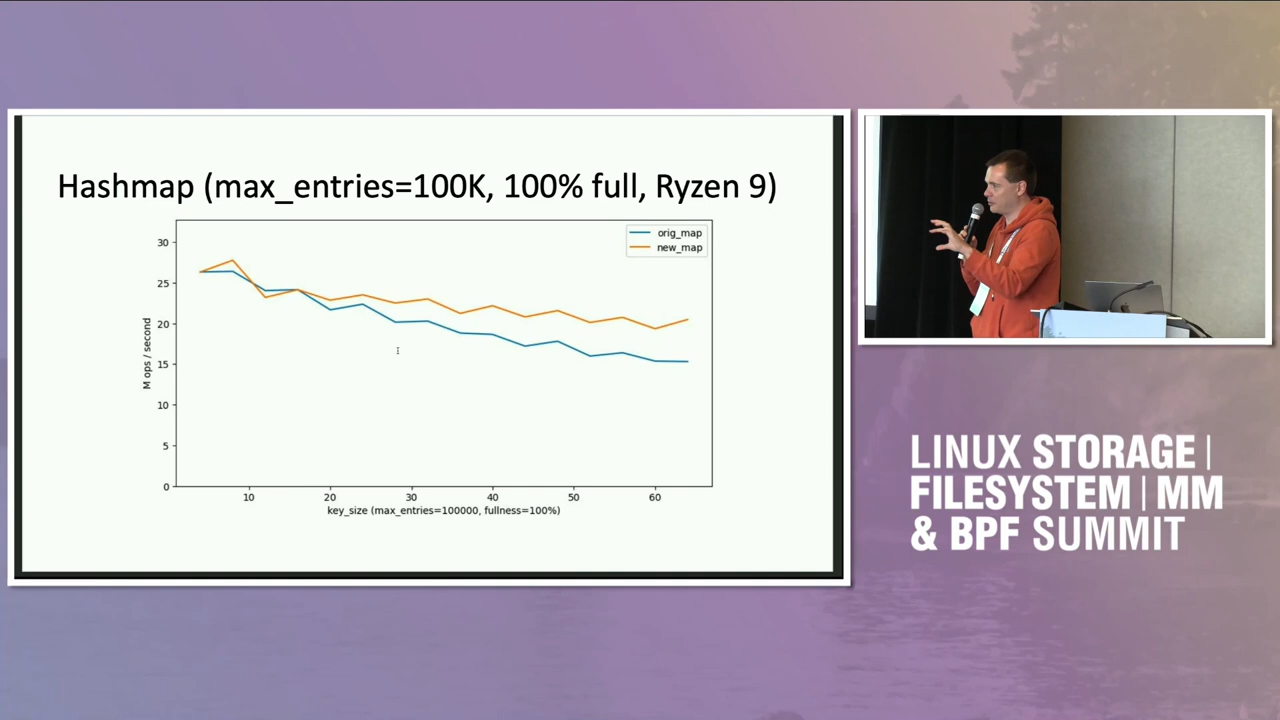 Hashmap (max_entries=100K, 100% full, Ryzen 9)
orig_map
new_map
30
25
20
15
10
5
0
M ops / second
10 20 30 40 50 60
key_size (max_entries=100000, fullness=100%)
LINUX STORAGE |
FILESYSTEM | MM
& BPF SUMMIT